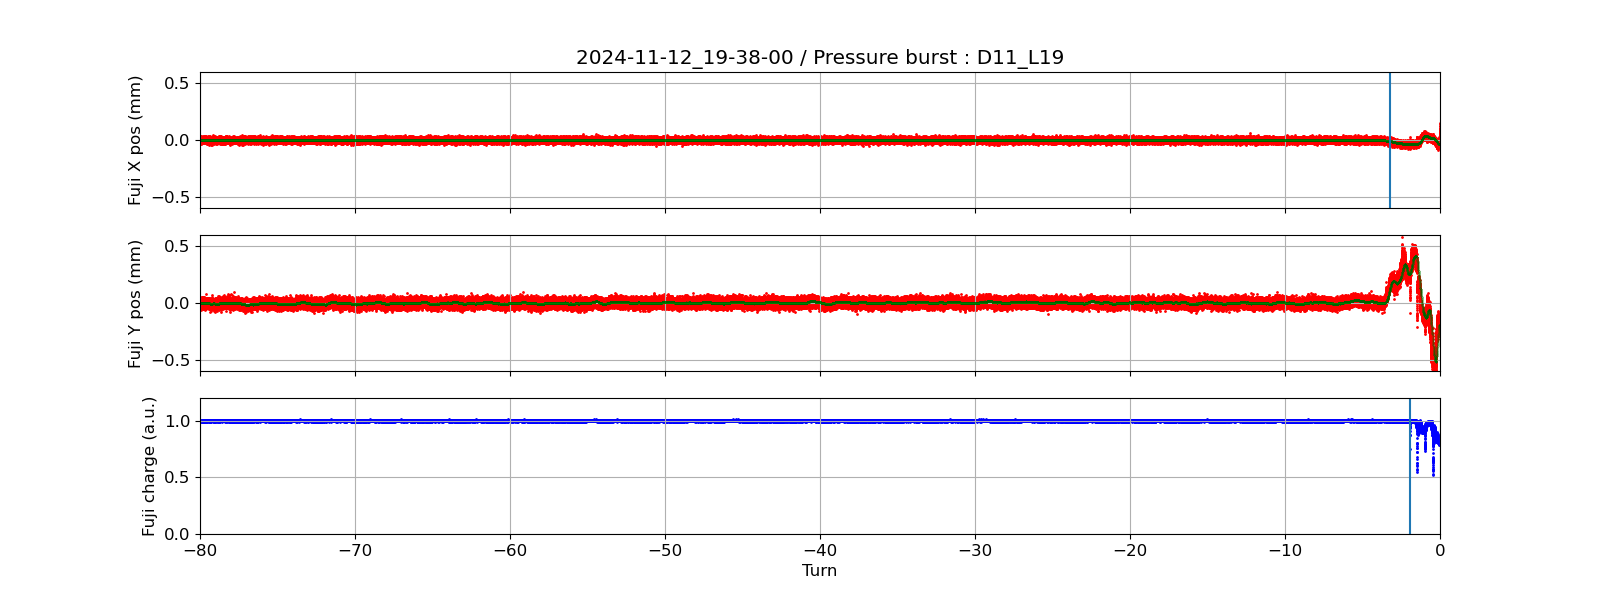 2024-11-12_19-38-00 / Pressure burst : D11_L19
Fuji X pos (mm)
0.5
0.0
−0.5
Fuji Y pos (mm)
0.5
0.0
−0.5
Fuji charge (a.u.)
1.0
0.5
0.0
−80 −70 −60 −50 −40 −30 −20 −10 0
Turn